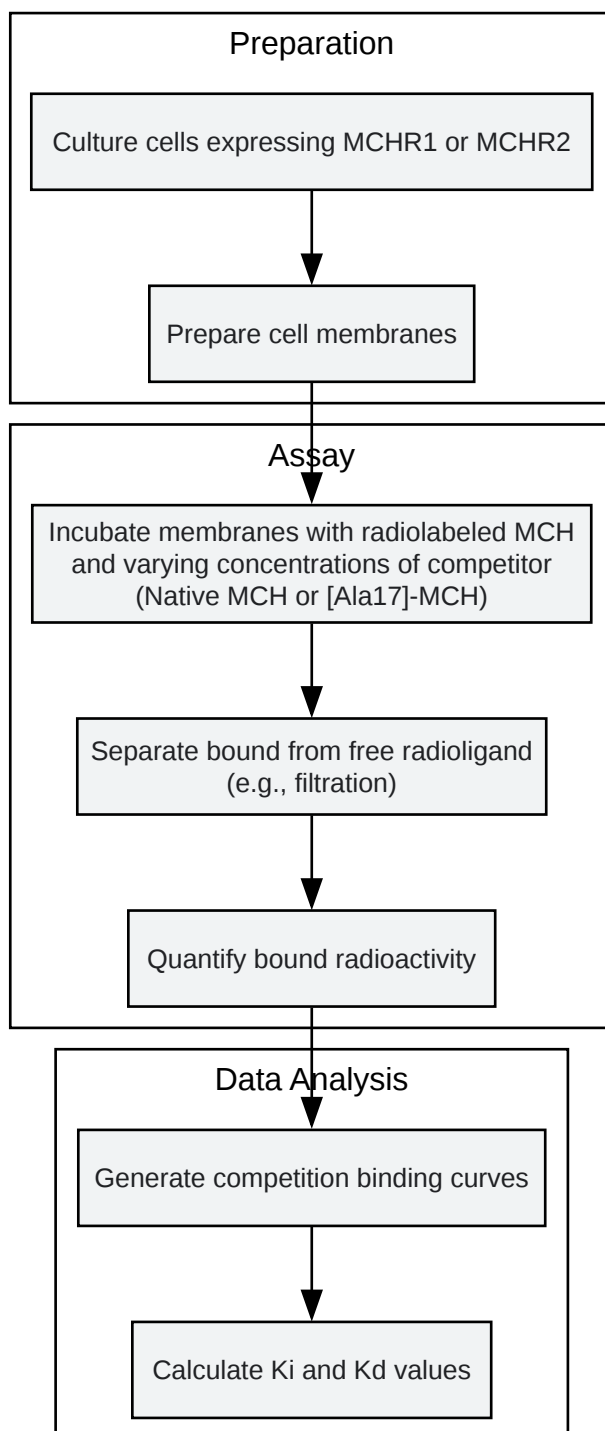 Preparation
Culture cells expressing MCHR1 or MCHR2
Prepare cell membranes
Assay
Incubate membranes with radiolabeled MCH
and varying concentrations of competitor
(Native MCH or [Ala17]-MCH)
Separate bound from free radioligand
(e.g., filtration)
Quantify bound radioactivity
Data Analysis
Generate competition binding curves
Calculate Ki and Kd values